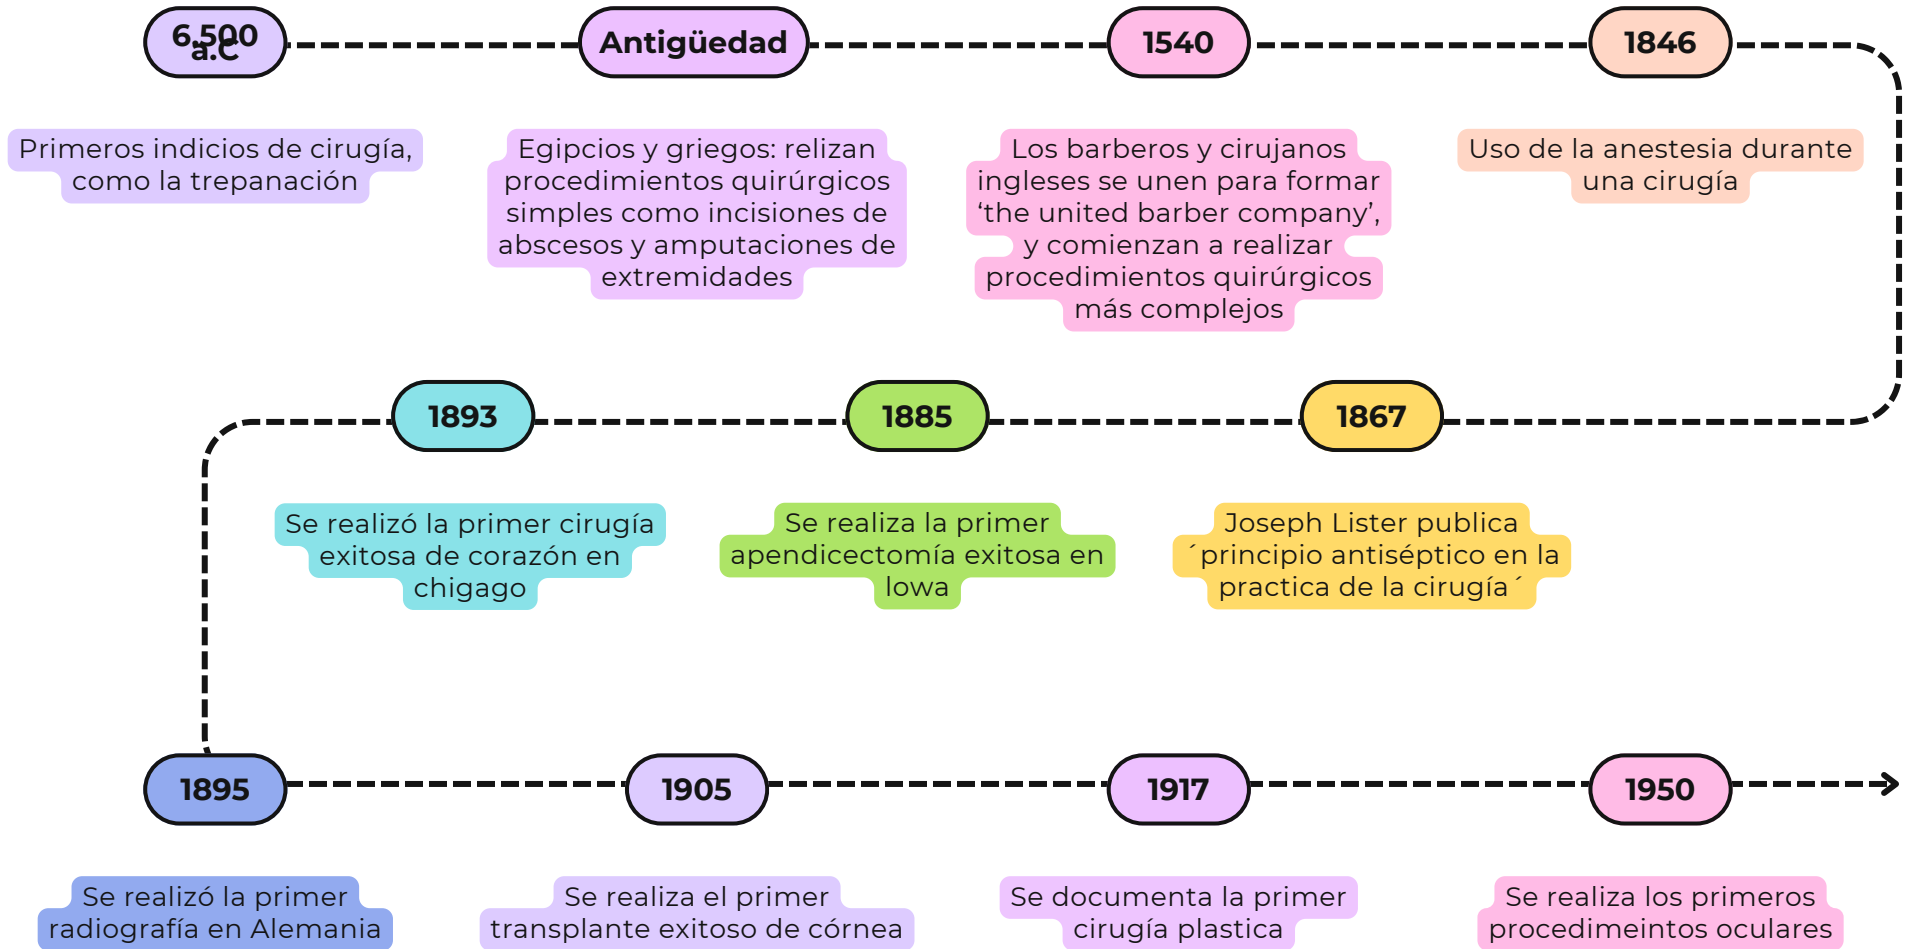 6,500
a.C
Antigüedad
1540
1846
Primeros indicios de cirugía,
como la trepanación
Egipcios y griegos: relizan
procedimientos quirúrgicos
simples como incisiones de
abscesos y amputaciones de
extremidades
Los barberos y cirujanos
ingleses se unen para formar
‘the united barber company’,
y comienzan a realizar
procedimientos quirúrgicos
más complejos
Uso de la anestesia durante
una cirugía
1893
1885
1867
Se realizó la primer cirugía
exitosa de corazón en
chigago
Se realiza la primer
apendicectomía exitosa en
lowa
Joseph Lister publica
´principio antiséptico en la
practica de la cirugía´
1895
1905
1917
1950
Se realizó la primer
radiografía en Alemania
Se realiza el primer
transplante exitoso de córnea
Se documenta la primer
cirugía plastica
Se realiza los primeros
procedimeintos oculares